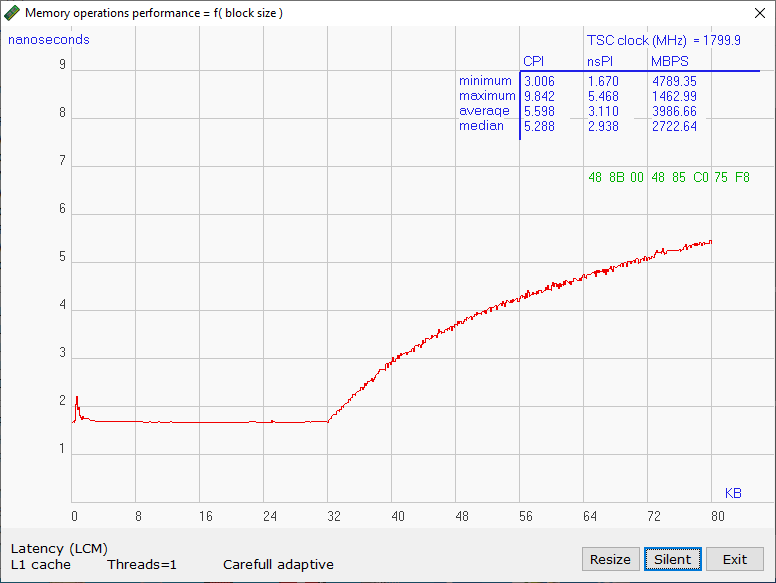 Memory operations performance = f( block size )
nanoseconds
TSC clock (MHz) = 1799.9
CPI nsPI MBPS
minimum 3.006 1.670 4789.35
maximum 9.842 5.468 1462.99
average 5.598 3.110 3986.66
median 5.288 2.938 2722.64
48 8B 00 48 85 C0 75 F8
9
8
7
6
5
4
3
2
1
KB
0 8 16 24 32 40 48 56 64 72 80
Latency (LCM)
L1 cache Threads=1 Carefull adaptive
Resize Silent Exit